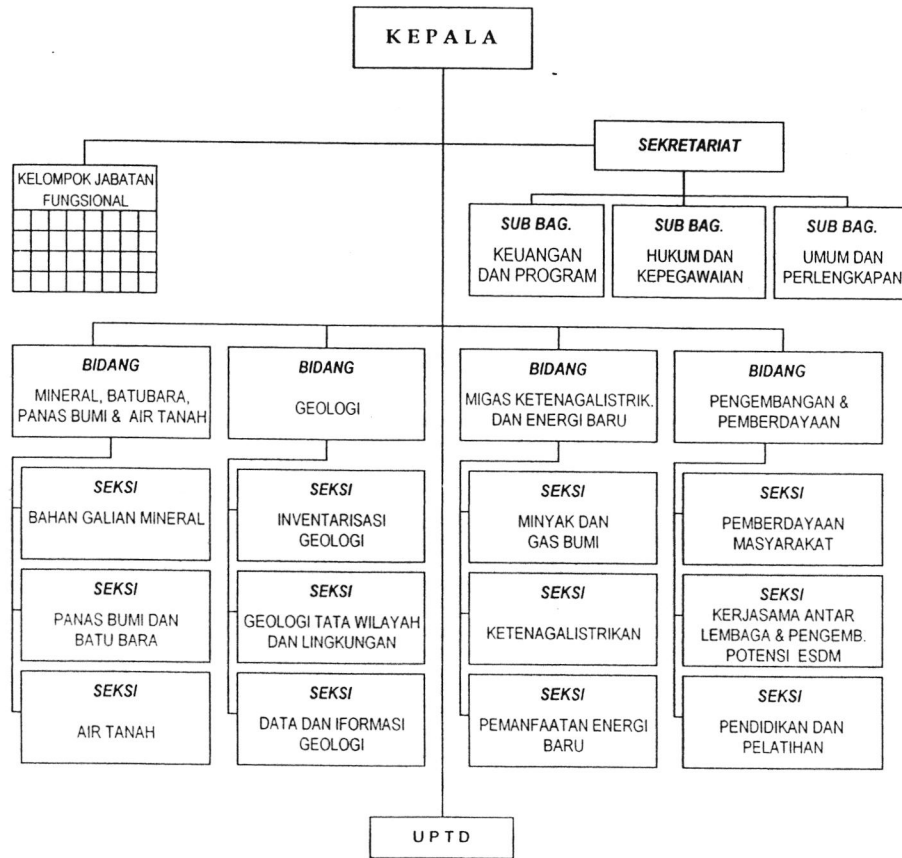 KEPALA
SEKRETARIAT
KELOMPOK JABATAN
FUNGSIONAL
SUB BAG.
KEUANGAN
DAN PROGRAM
SUB BAG.
HUKUM DAN
KEPEGAWAIAN
SUB BAG.
UMUM DAN
PERLENGKAPAN
BIDANG
MINERAL, BATUBARA,
PANAS BUMI & AIR TANAH
BIDANG
GEOLOGI
BIDANG
MIGAS KETENAGALISTRIK.
DAN ENERGI BARU
BIDANG
PENGEMBANGAN &
PEMBERDAYAAN
SEKSI
BAHAN GALIAN MINERAL
SEKSI
INVENTARISASI
GEOLOGI
SEKSI
MINYAK DAN
GAS BUMI
SEKSI
PEMBERDAYAAN
MASYARAKAT
SEKSI
PANAS BUMI DAN
BATU BARA
SEKSI
GEOLOGI TATA WILAYAH
DAN LINGKUNGAN
SEKSI
KETENAGALISTRIKAN
SEKSI
KERJASAMA ANTAR
LEMBAGA & PENGEMB.
POTENSI ESDM
SEKSI
AIR TANAH
SEKSI
DATA DAN IFORMASI
GEOLOGI
SEKSI
PEMANFAATAN ENERGI
BARU
SEKSI
PENDIDIKAN DAN
PELATIHAN
UPTD